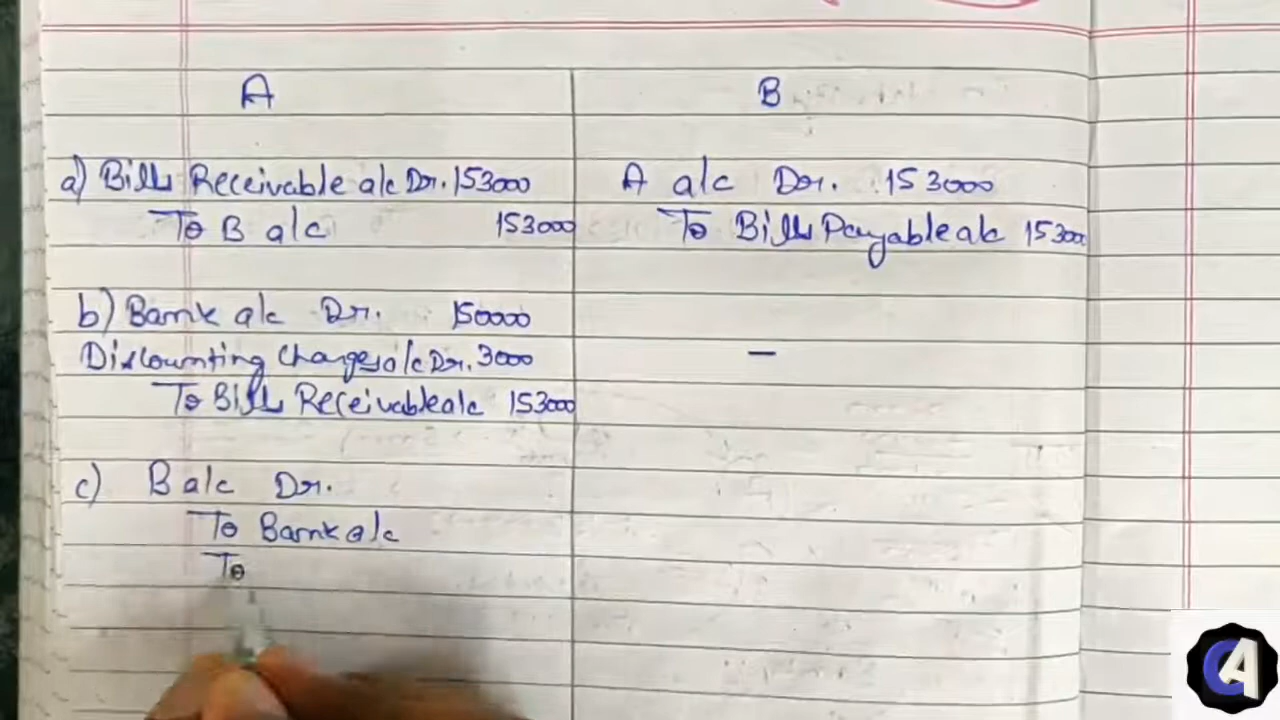 A B
a) Bills Receivable a/c Dr. 153000 A a/c Dr. 153000
To B a/c 153000 To Bills Payable a/c 153000
b) Bank a/c Dr. 150000
Discounting Charges a/c Dr. 3000 —
To Bills Receivable a/c 153000
c) B a/c Dr.
To Bank a/c
To
CA